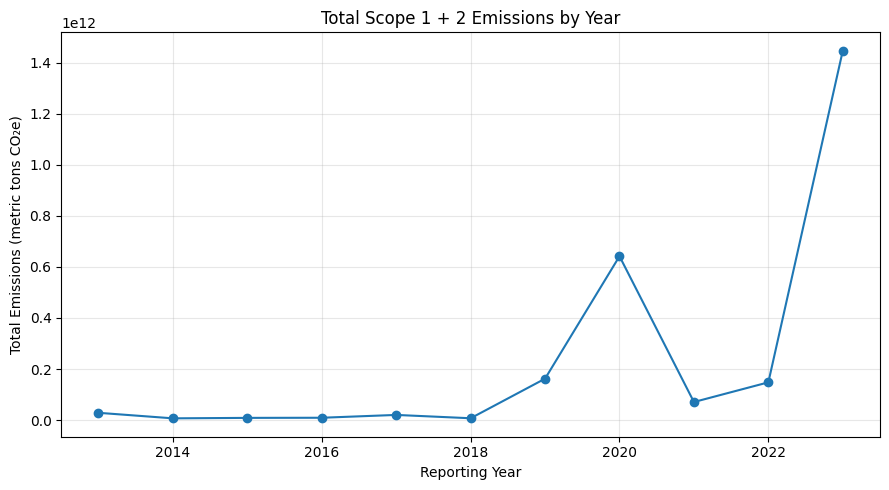 Total Scope 1 + 2 Emissions by Year
1e12
Total Emissions (metric tons CO₂e)
1.4
1.2
1.0
0.8
0.6
0.4
0.2
0.0
2014 2016 2018 2020 2022
Reporting Year